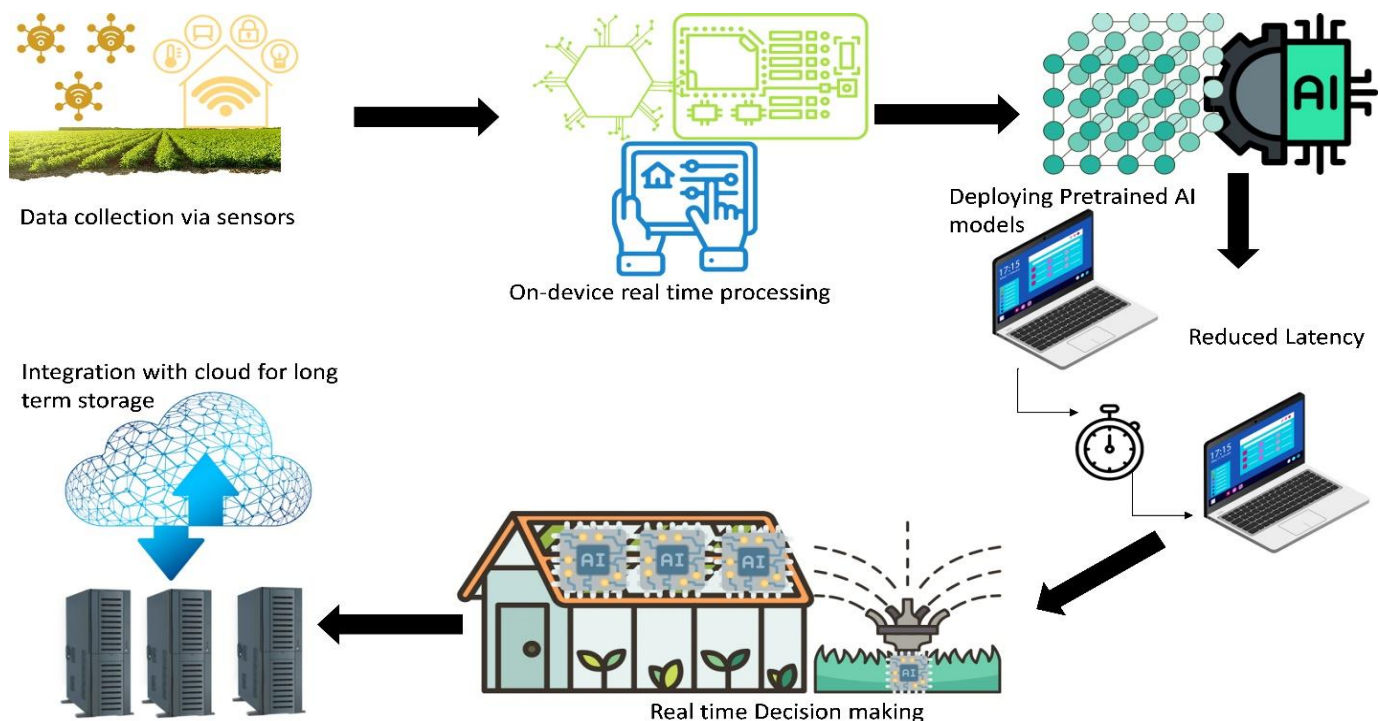 AI
Data collection via sensors
Deploying Pretrained AI
models
On-device real time processing
17:15
Reduced Latency
Integration with cloud for long
term storage
17:15
AI
AI
AI
AI
Real time Decision making